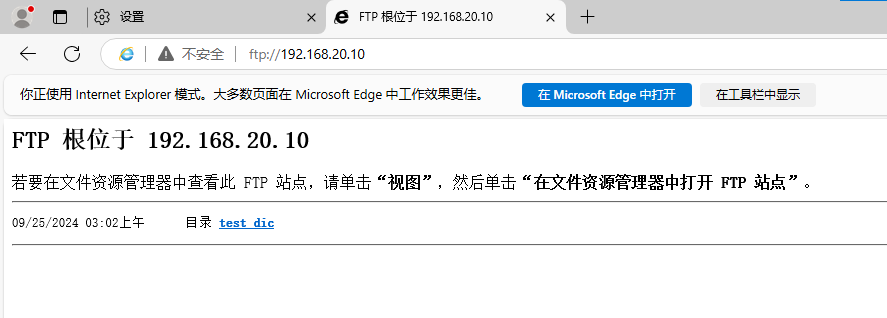 设置
FTP 根位于 192.168.20.10
不安全 ftp://192.168.20.10
你正使用 Internet Explorer 模式。大多数页面在 Microsoft Edge 中工作效果更佳。 在 Microsoft Edge 中打开 在工具栏中显示
FTP 根位于 192.168.20.10
若要在文件资源管理器中查看此 FTP 站点，请单击“视图”，然后单击“在文件资源管理器中打开 FTP 站点”。
09/25/2024 03:02上午 目录 test_dic